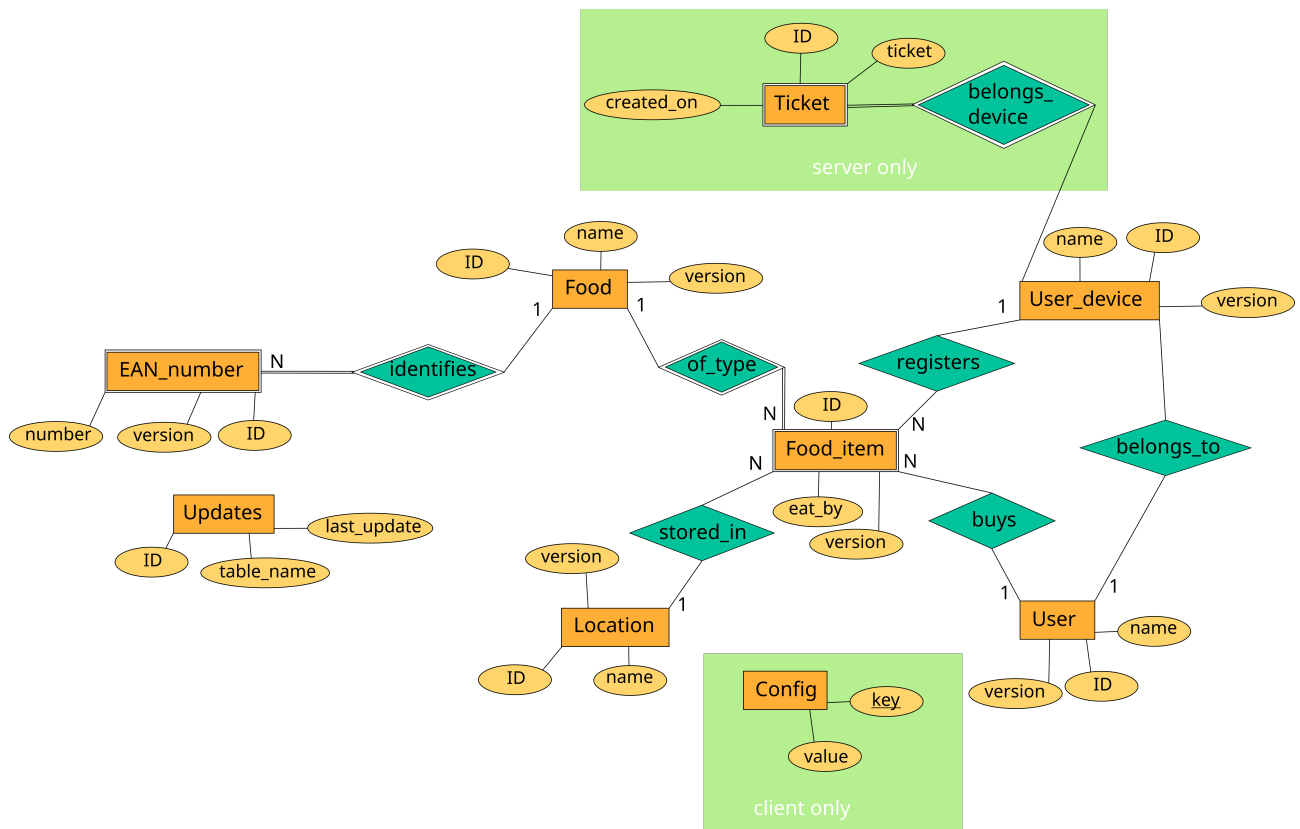 ID
ticket
created_on
Ticket
belongs_
device
server only
name
ID
version
Food
1
1
name
ID
version
User_device
1
EAN_number
N
identifies
of_type
registers
number
version
ID
N
ID
N
Food_item
N
N
belongs_to
Updates
last_update
ID
table_name
eat_by
version
stored_in
buys
version
Location
1
ID
name
1
1
User
name
version
ID
Config
key
value
client only